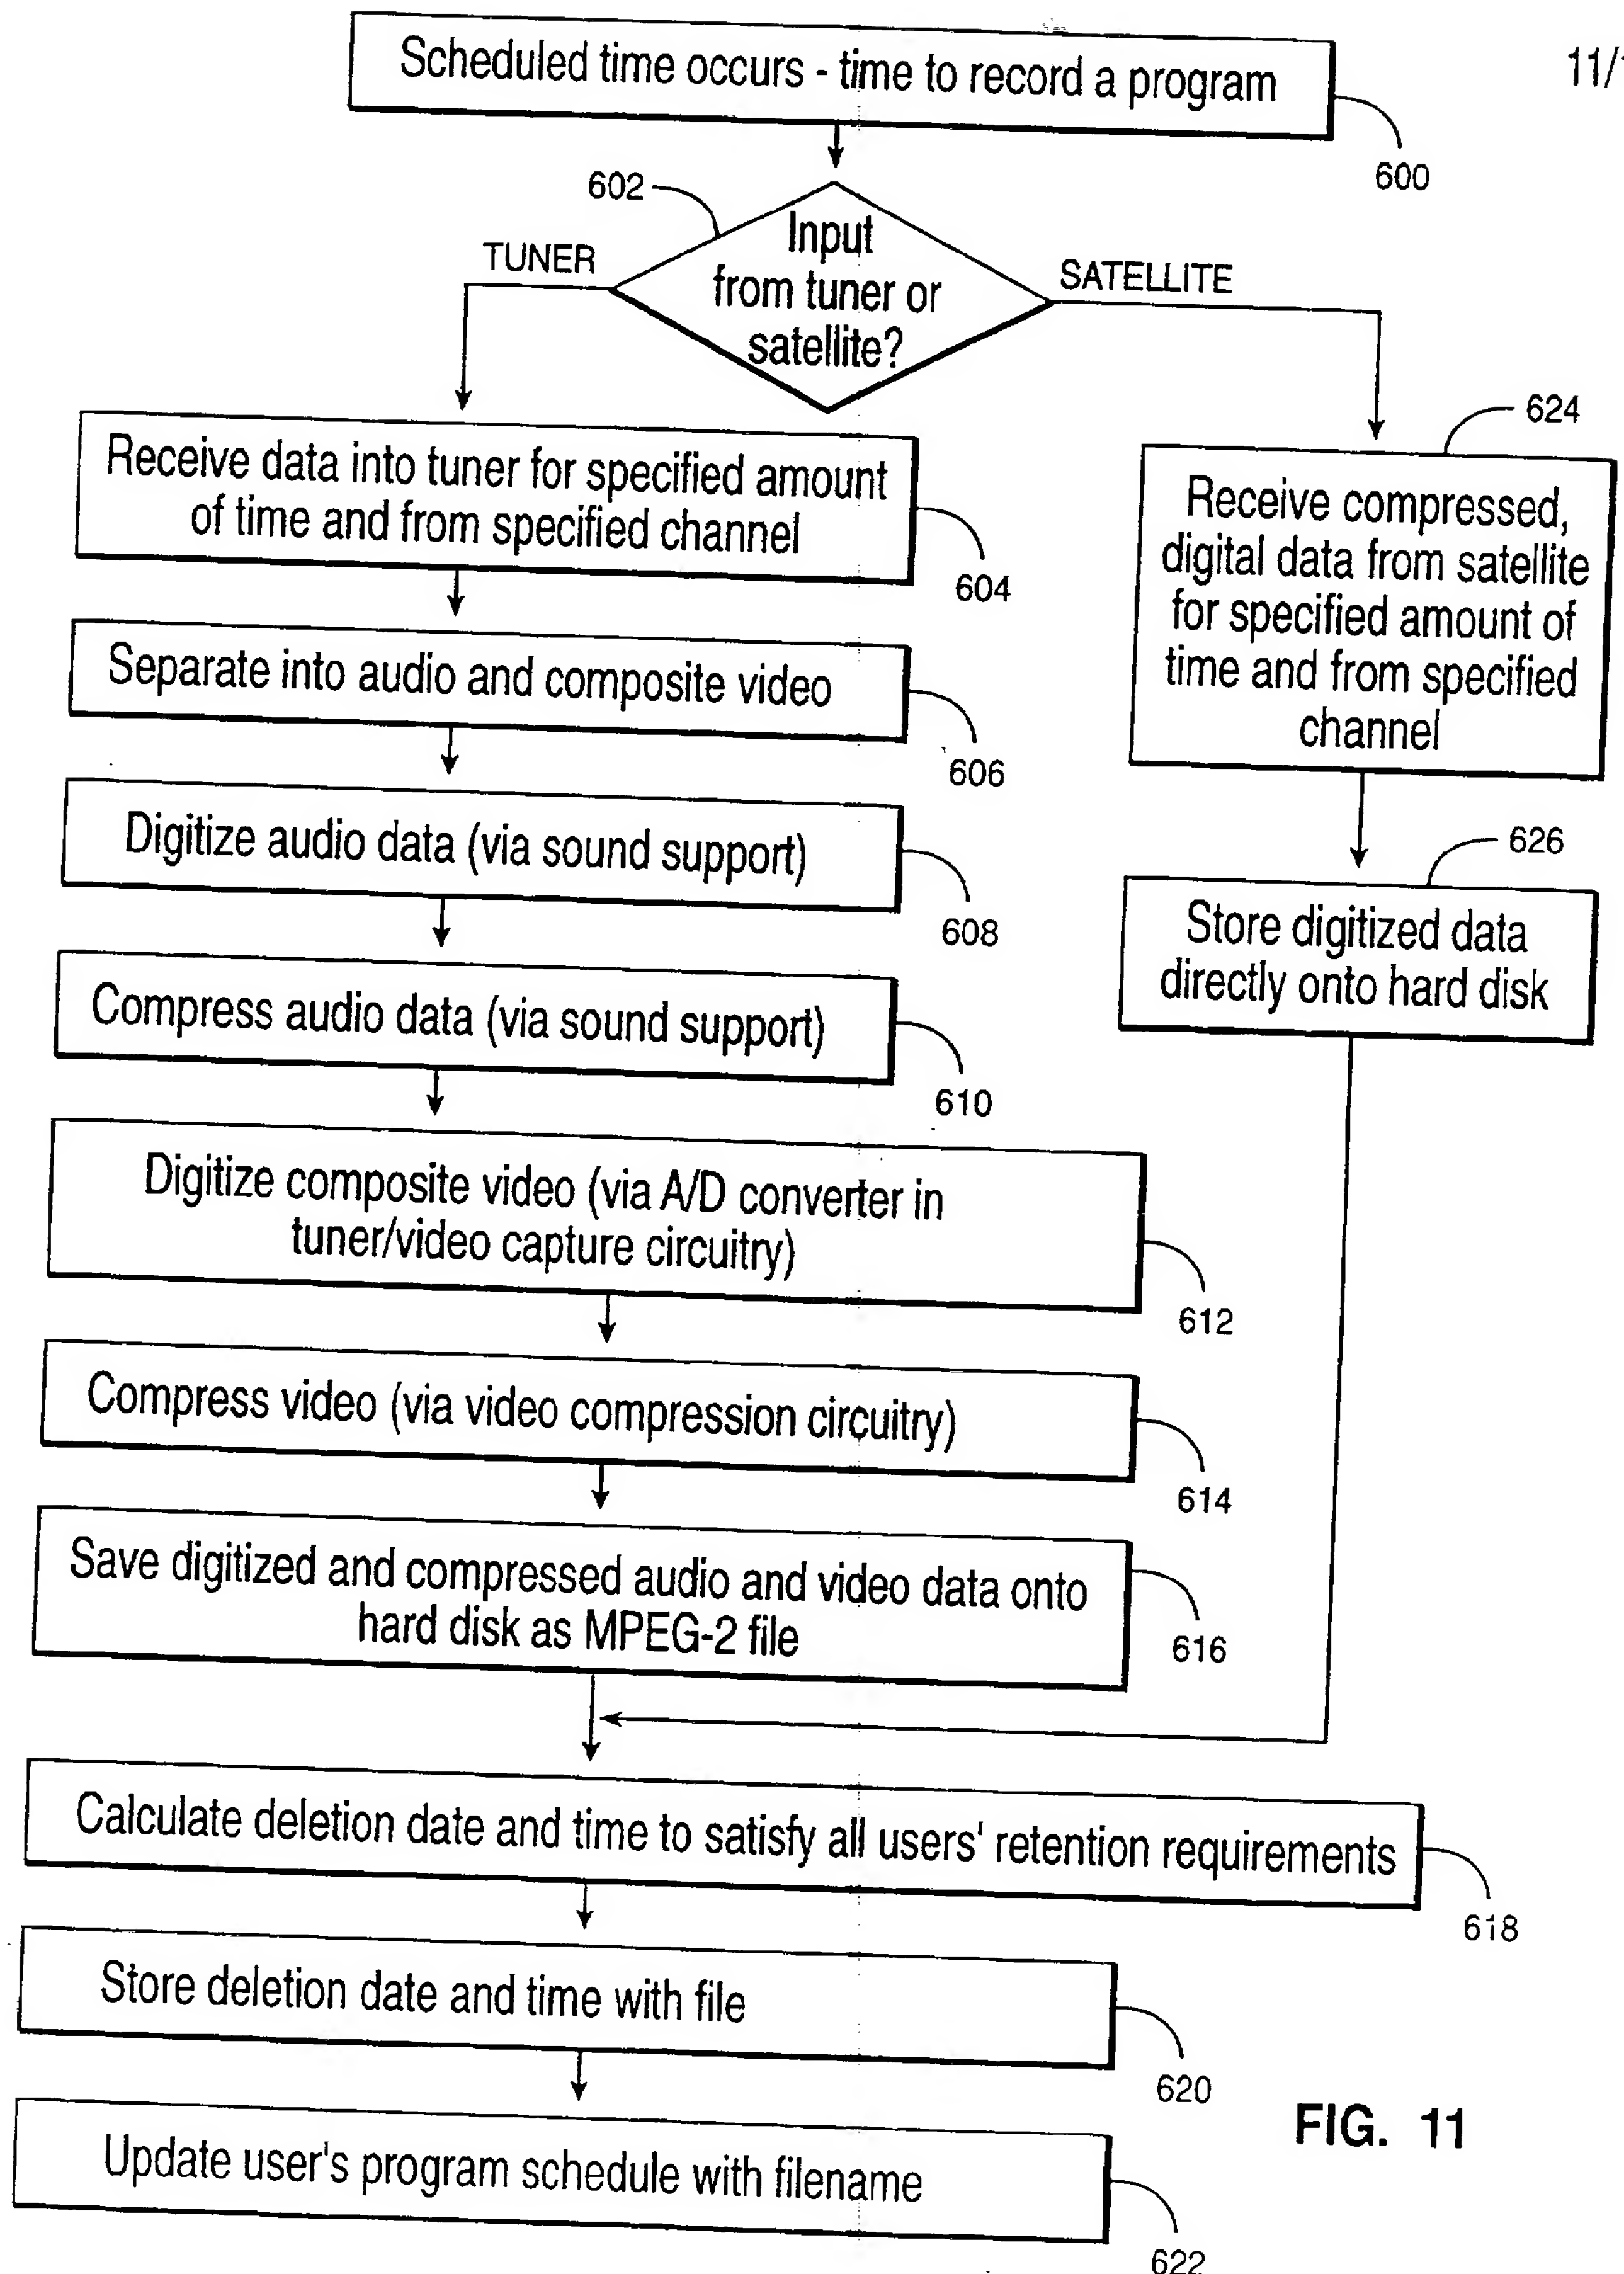 Scheduled time occurs - time to record a program
11/
600
602
Input
from tuner or
satellite?
TUNER
SATELLITE
Receive data into tuner for specified amount
of time and from specified channel
604
624
Receive compressed,
digital data from satellite
for specified amount of
time and from specified
channel
Separate into audio and composite video
606
Digitize audio data (via sound support)
608
626
Store digitized data
directly onto hard disk
Compress audio data (via sound support)
610
Digitize composite video (via A/D converter in
tuner/video capture circuitry)
612
Compress video (via video compression circuitry)
614
Save digitized and compressed audio and video data onto
hard disk as MPEG-2 file
616
Calculate deletion date and time to satisfy all users' retention requirements
618
Store deletion date and time with file
620
Update user's program schedule with filename
622
FIG. 11